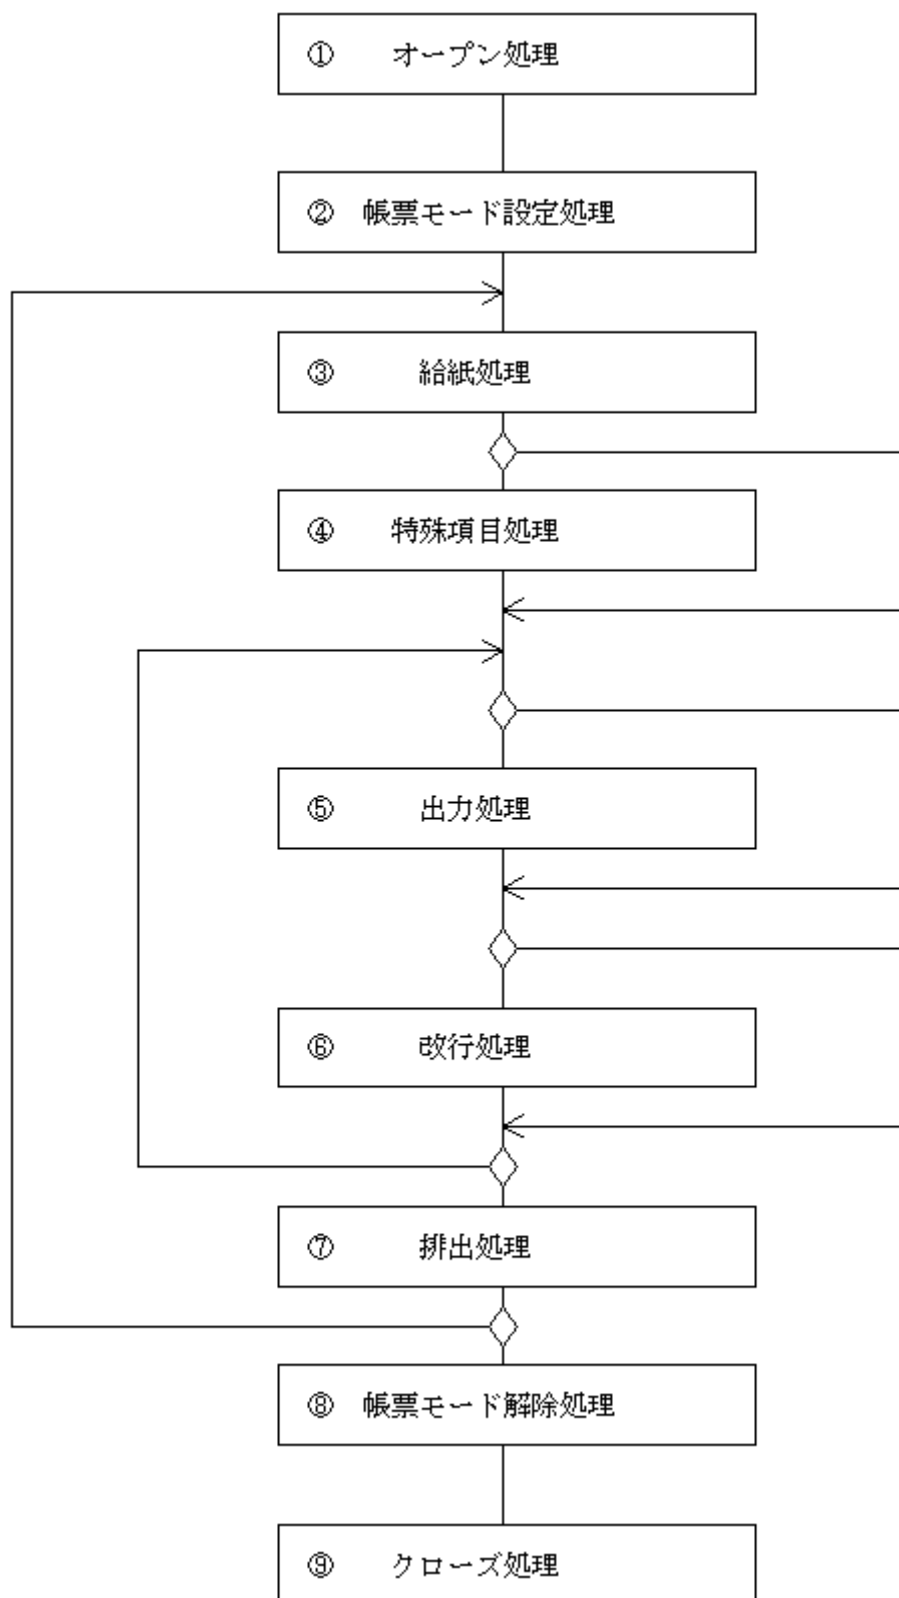 ① オープン処理
② 帳票モード設定処理
③ 給紙処理
④ 特殊項目処理
⑤ 出力処理
⑥ 改行処理
⑦ 排出処理
⑧ 帳票モード解除処理
⑨ クローズ処理